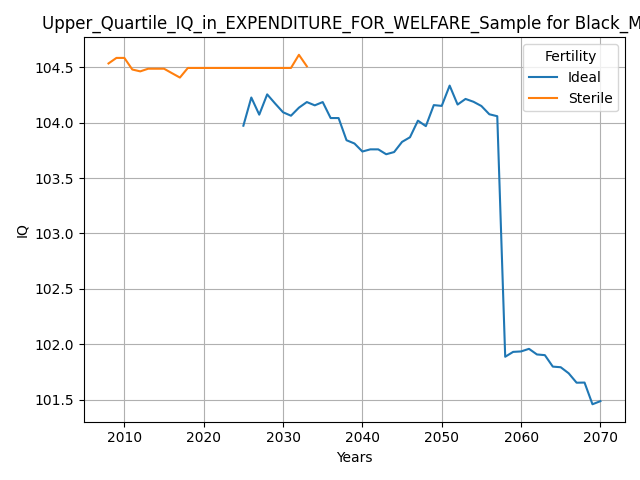 Upper_Quartile_IQ_in_EXPENDITURE_FOR_WELFARE_Sample for Black_M
Fertility
Ideal
Sterile
104.5
104.0
103.5
103.0
102.5
102.0
101.5
IQ
2010 2020 2030 2040 2050 2060 2070
Years